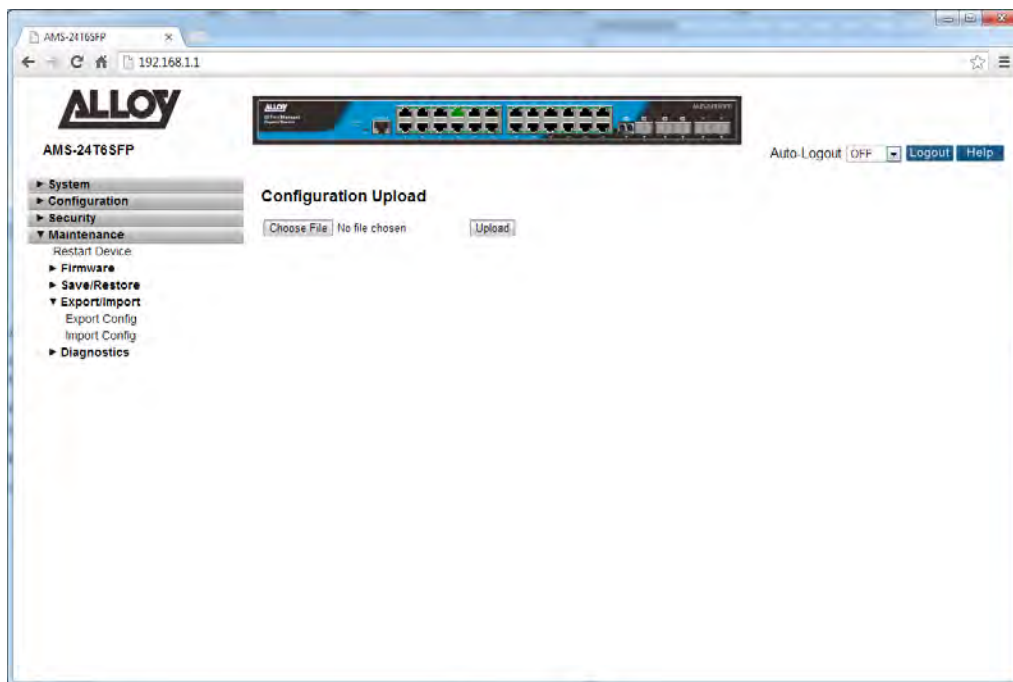 AMS-24T6SFP
192.168.1.1
ALLOY
ALLOY
AMS-24T6SFP
Auto-Logout OFF Logout Help
System
Configuration
Security
Maintenance
Restart Device
Firmware
Save/Restore
Export/Import
Export Config
Import Config
Diagnostics
Configuration Upload
Choose File No file chosen Upload